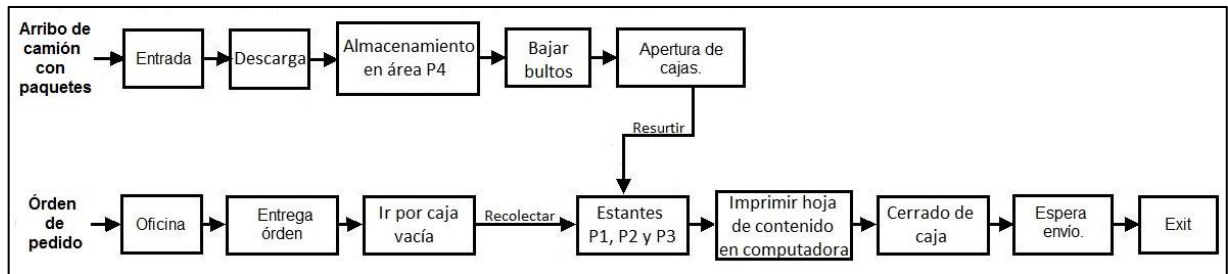 Arribo de
camión
con
paquetes
Entrada
Descarga
Almacenamiento
en área P4
Bajar
bultos
Apertura de
cajas.
Resurtir
Órden
de
pedido
Oficina
Entrega
órden
Ir por caja
vacía
Recolectar
Estantes
P1, P2 y P3
Imprimir hoja
de contenido
en computadora
Cerrado de
caja
Espera
envío.
Exit